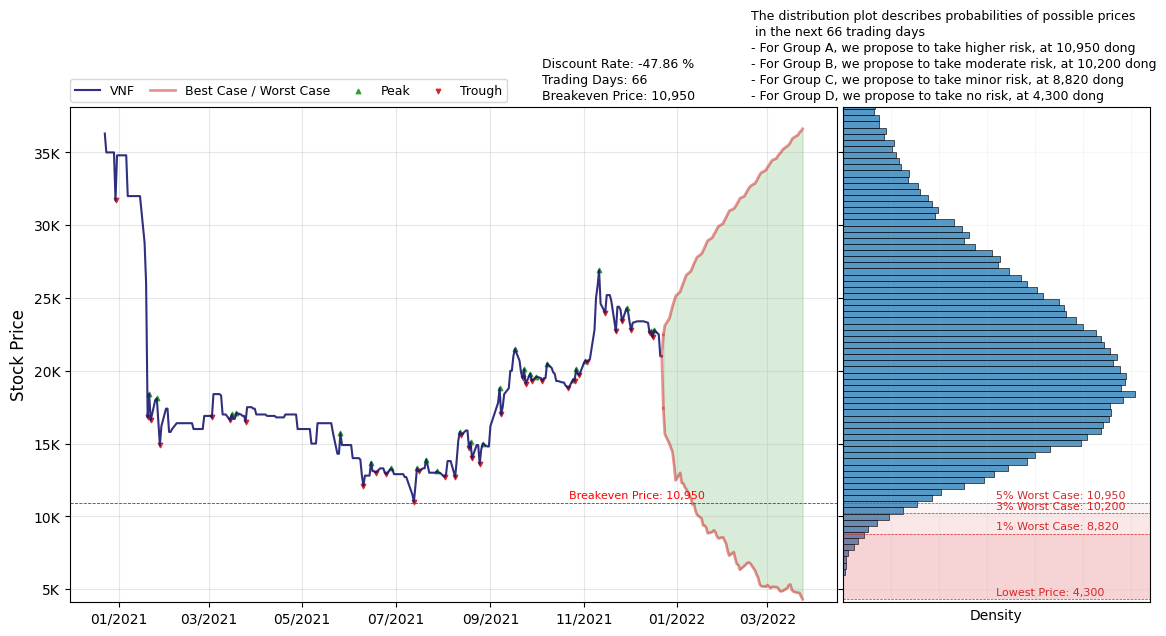 The distribution plot describes probabilities of possible prices
in the next 66 trading days
- For Group A, we propose to take higher risk, at 10,950 dong
- For Group B, we propose to take moderate risk, at 10,200 dong
- For Group C, we propose to take minor risk, at 8,820 dong
- For Group D, we propose to take no risk, at 4,300 dong
Discount Rate: -47.86 %
Trading Days: 66
Breakeven Price: 10,950
VNF Best Case / Worst Case Peak Trough
Stock Price
35K
30K
25K
20K
15K
10K
5K
Breakeven Price: 10,950
01/2021 03/2021 05/2021 07/2021 09/2021 11/2021 01/2022 03/2022
5% Worst Case: 10,950
3% Worst Case: 10,200
1% Worst Case: 8,820
Lowest Price: 4,300
Density